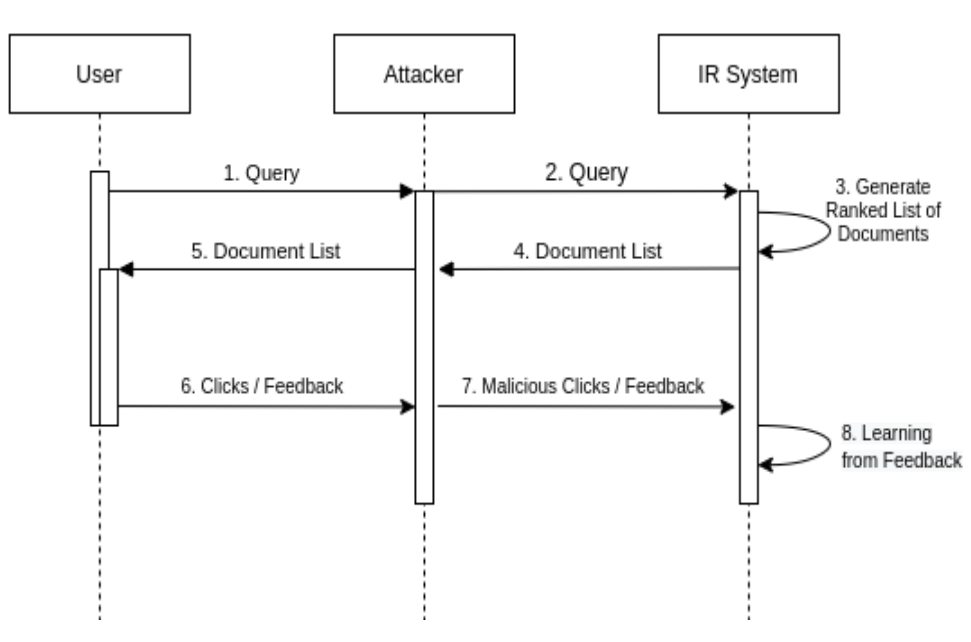 User
Attacker
IR System
1. Query
2. Query
3. Generate
Ranked List of
Documents
5. Document List
4. Document List
6. Clicks / Feedback
7. Malicious Clicks / Feedback
8. Learning
from Feedback